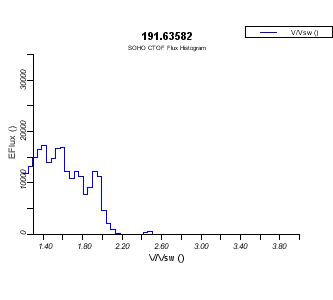 191.63582
SOHO CTOF Flux Histogram
V/Vsw ()
EFlux ()
30000
20000
10000
0
1.40 1.80 2.20 2.60 3.00 3.40 3.80
V/Vsw ()